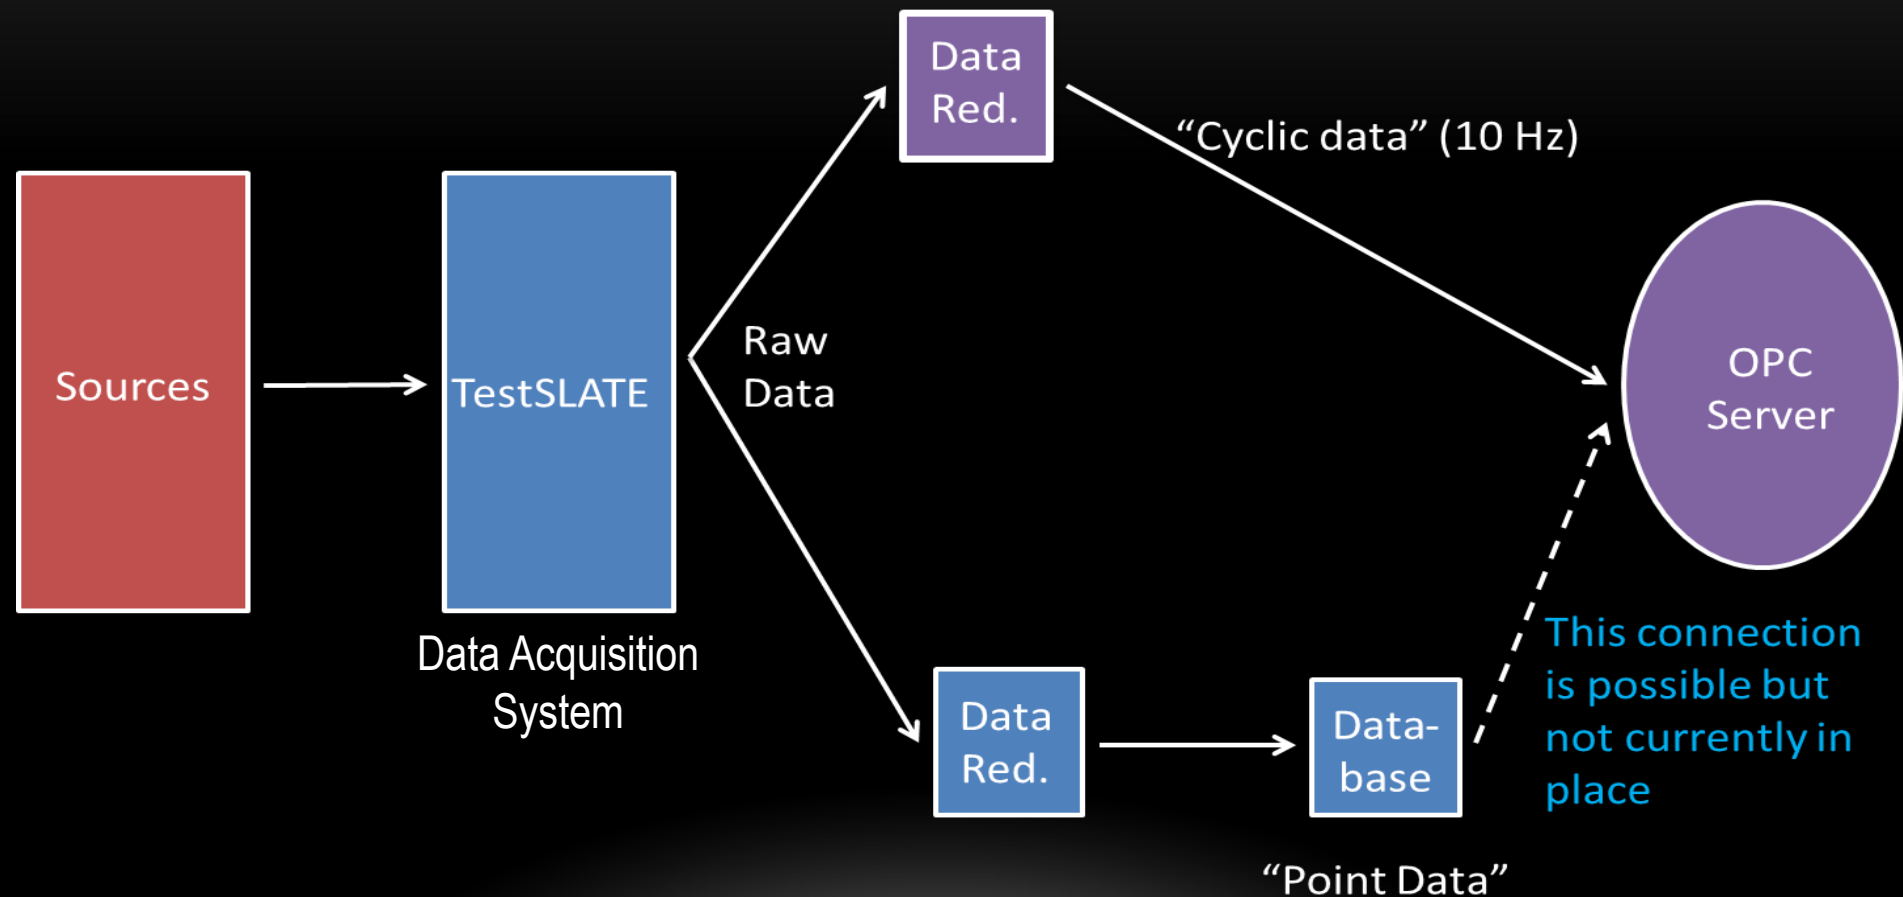 Data
Red.
“Cyclic data” (10 Hz)
Sources
TestSLATE
Raw
Data
OPC
Server
Data Acquisition
System
Data
Red.
Data-
base
This connection
is possible but
not currently in
place
“Point Data”